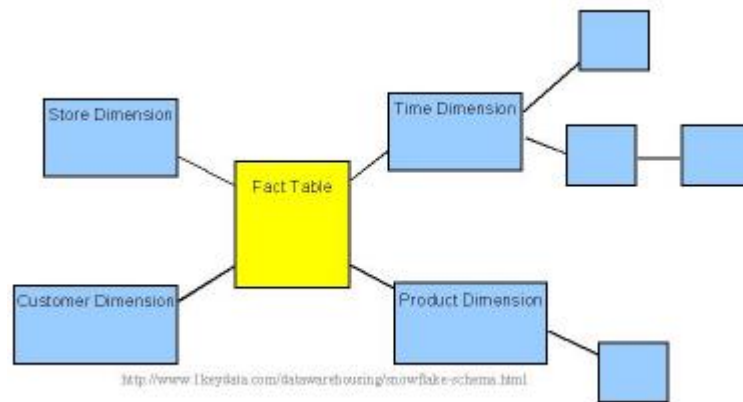 Store Dimension
Time Dimension
Fact Table
Customer Dimension
Product Dimension
http://www.1keydata.com/datawarehousing/snowflake-schema.html